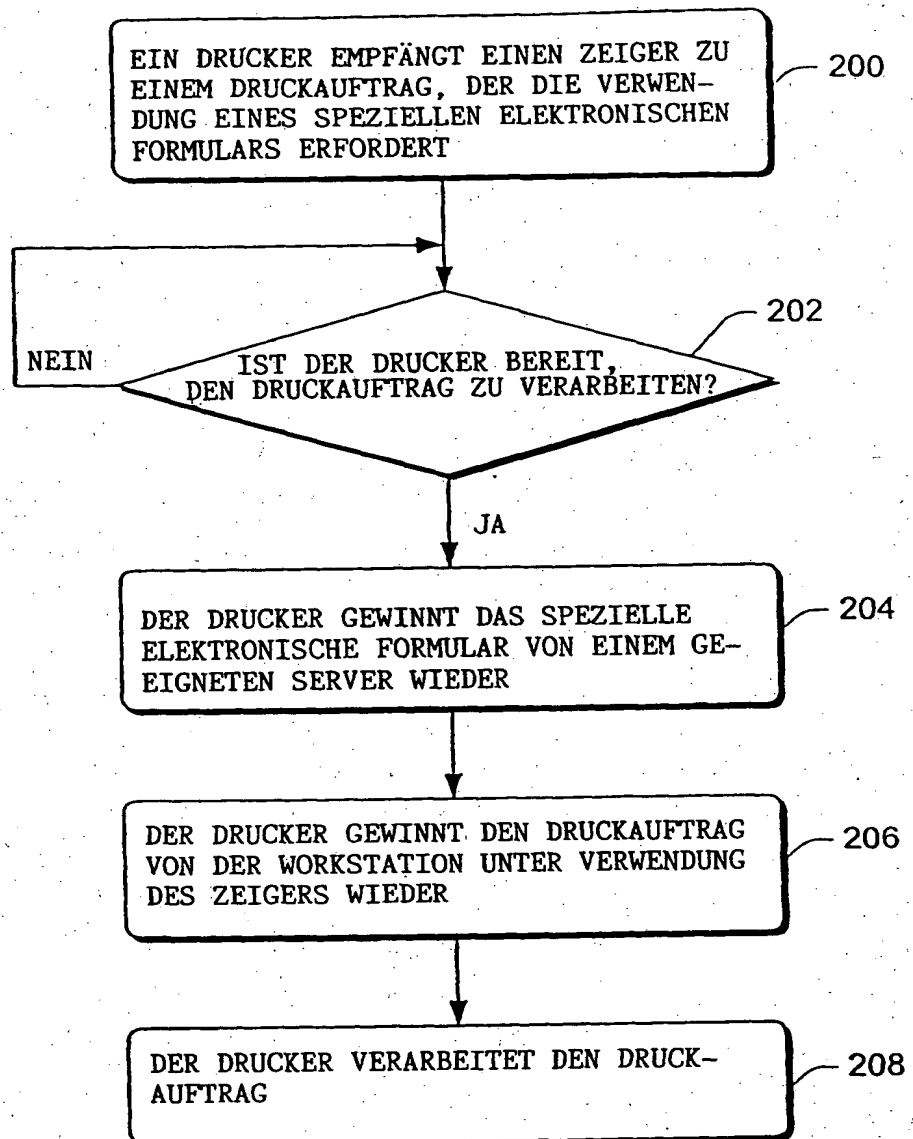 EIN DRUCKER EMPFÄNGT EINEN ZEIGER ZU
EINEM DRUCKAUFTRAG, DER DIE VERWEN-
DUNG EINES SPEZIELLEN ELEKTRONISCHEN
FORMULARS ERFORDERT
200
202
NEIN
IST DER DRUCKER BEREIT,
DEN DRUCKAUFTRAG ZU VERARBEITEN?
JA
DER DRUCKER GEWINNT DAS SPEZIELLE
ELEKTRONISCHE FORMULAR VON EINEM GE-
EIGNETEN SERVER WIEDER
204
DER DRUCKER GEWINNT DEN DRUCKAUFTRAG
VON DER WORKSTATION UNTER VERWENDUNG
DES ZEIGERS WIEDER
206
DER DRUCKER VERARBEITET DEN DRUCK-
AUFTRAG
208